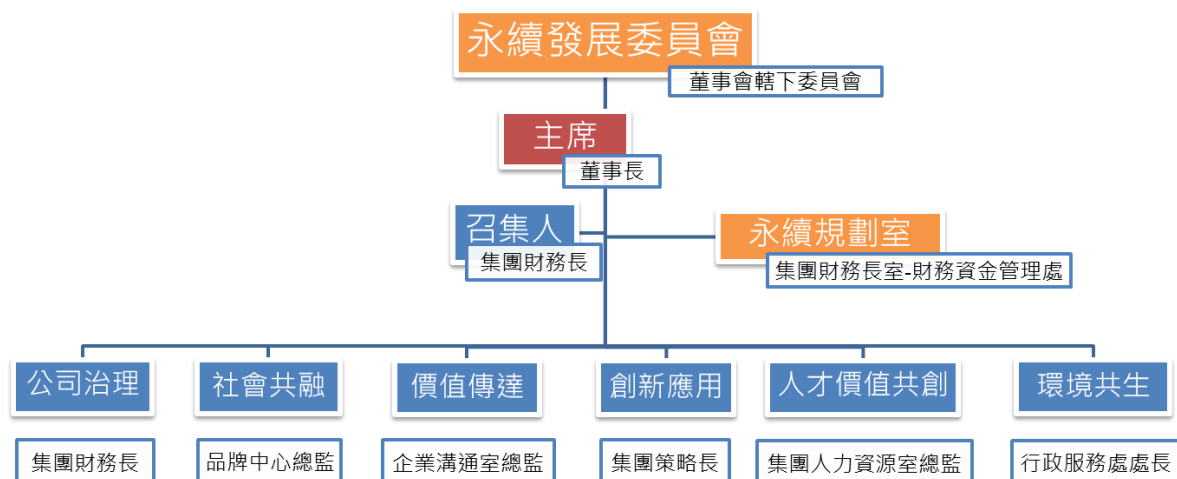 永續發展委員會
董事會轄下委員會
主席
董事長
召集人
集團財務長
永續規劃室
集團財務長室-財務資金管理處
公司治理
社會共融
價值傳達
創新應用
人才價值共創
環境共生
集團財務長
品牌中心總監
企業溝通室總監
集團策略長
集團人力資源室總監
行政服務處處長